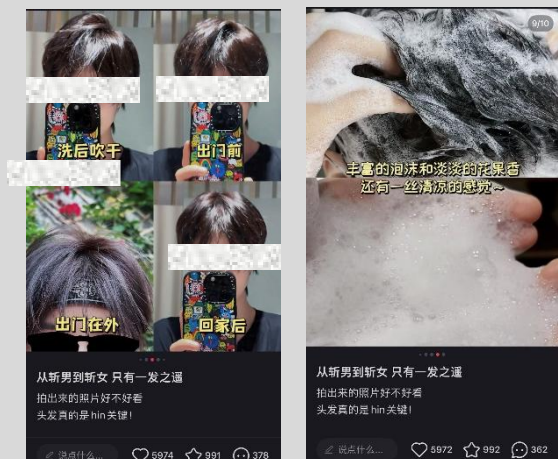 洗后吹干
出门前
出门在外
回家后
从斩男到斩女 只有一发之遥
拍出来的照片好不好看
头发真的是hin关键！
说点什么...
5974
991
378
9/10
丰富的泡沫和淡淡的花果香
还有一丝清凉的感觉~
从斩男到斩女 只有一发之遥
拍出来的照片好不好看
头发真的是hin关键！
说点什么...
5972
992
362